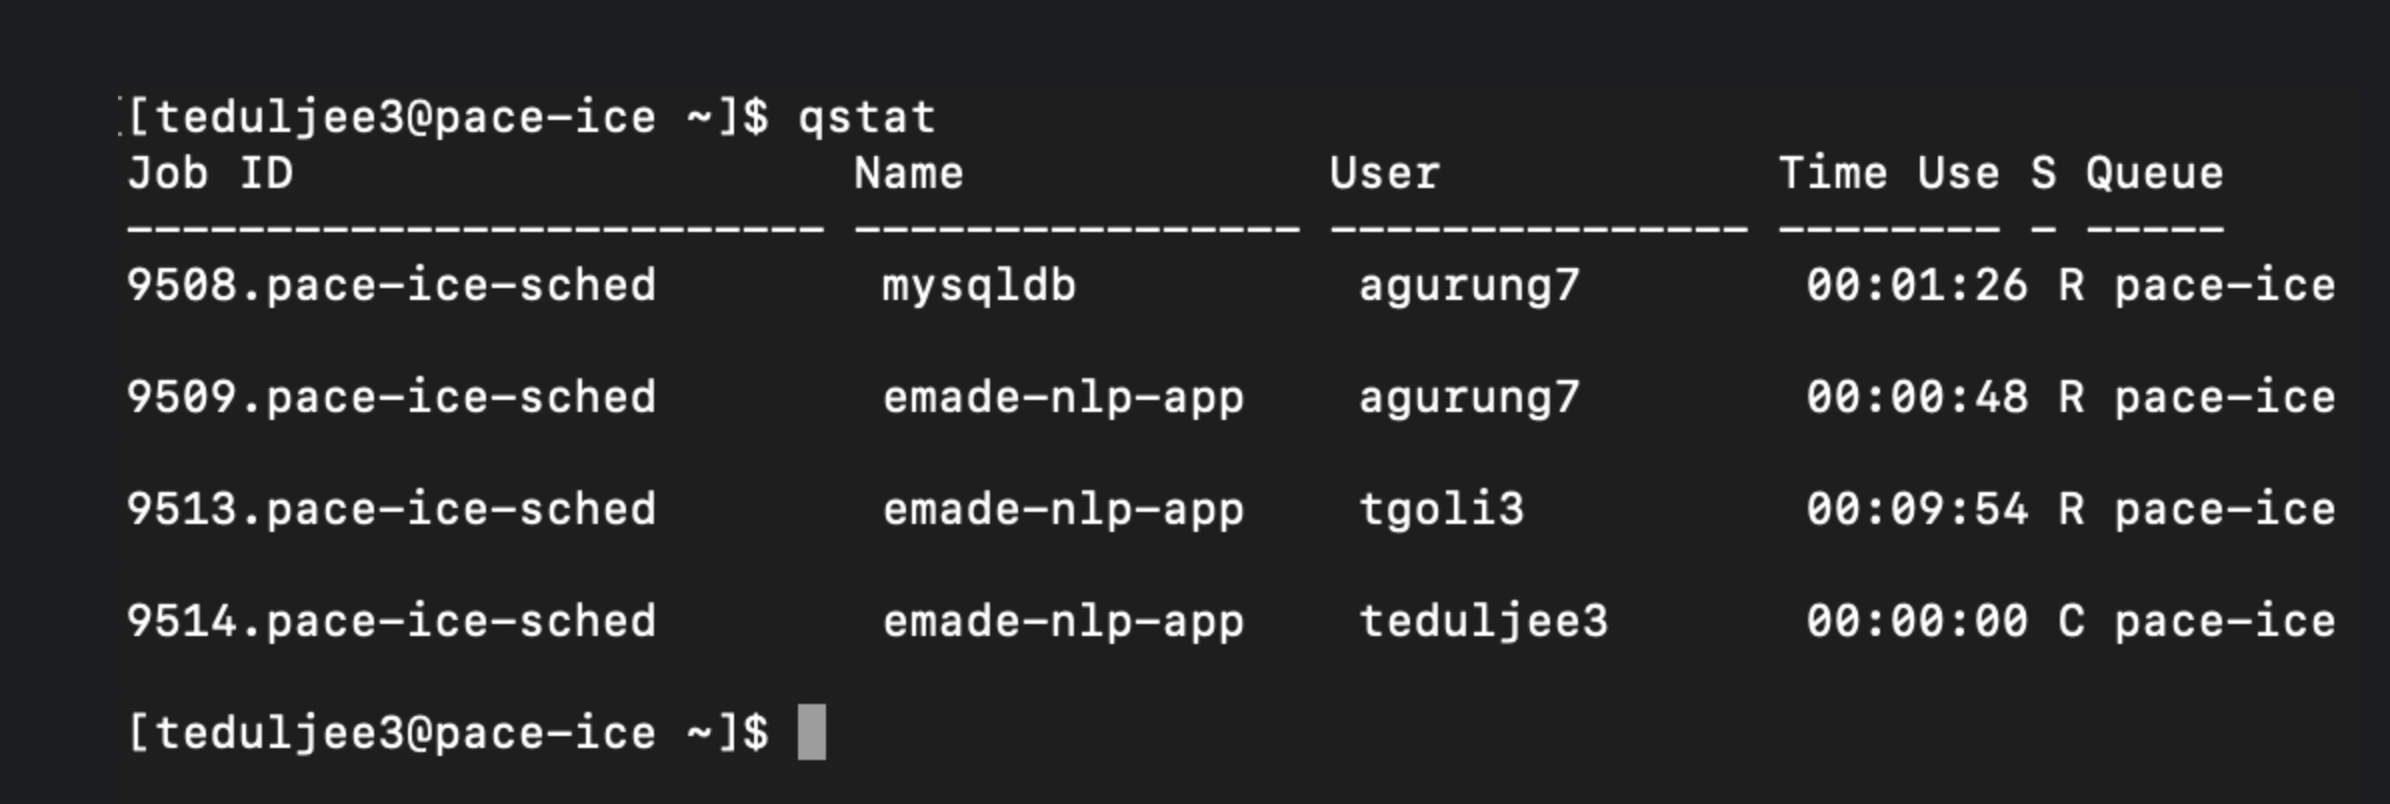 [teduljee3@pace-ice ~]$ qstat
Job ID                    Name             User            Time Use S Queue
------------------------- ---------------- --------------- -------- - -----
9508.pace-ice-sched        mysqldb          agurung7        00:01:26 R pace-ice
9509.pace-ice-sched        emade-nlp-app    agurung7        00:00:48 R pace-ice
9513.pace-ice-sched        emade-nlp-app    tgoli3          00:09:54 R pace-ice
9514.pace-ice-sched        emade-nlp-app    teduljee3       00:00:00 C pace-ice
[teduljee3@pace-ice ~]$